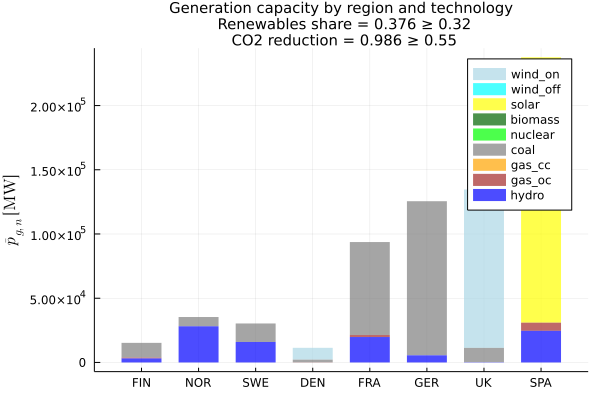 Generation capacity by region and technology
Renewables share = 0.376 ≥ 0.32
CO2 reduction = 0.986 ≥ 0.55
p̄g,n [MW]
2.00×10⁵
1.50×10⁵
1.00×10⁵
5.00×10⁴
0
wind_on
wind_off
solar
biomass
nuclear
coal
gas_cc
gas_oc
hydro
FIN NOR SWE DEN FRA GER UK SPA